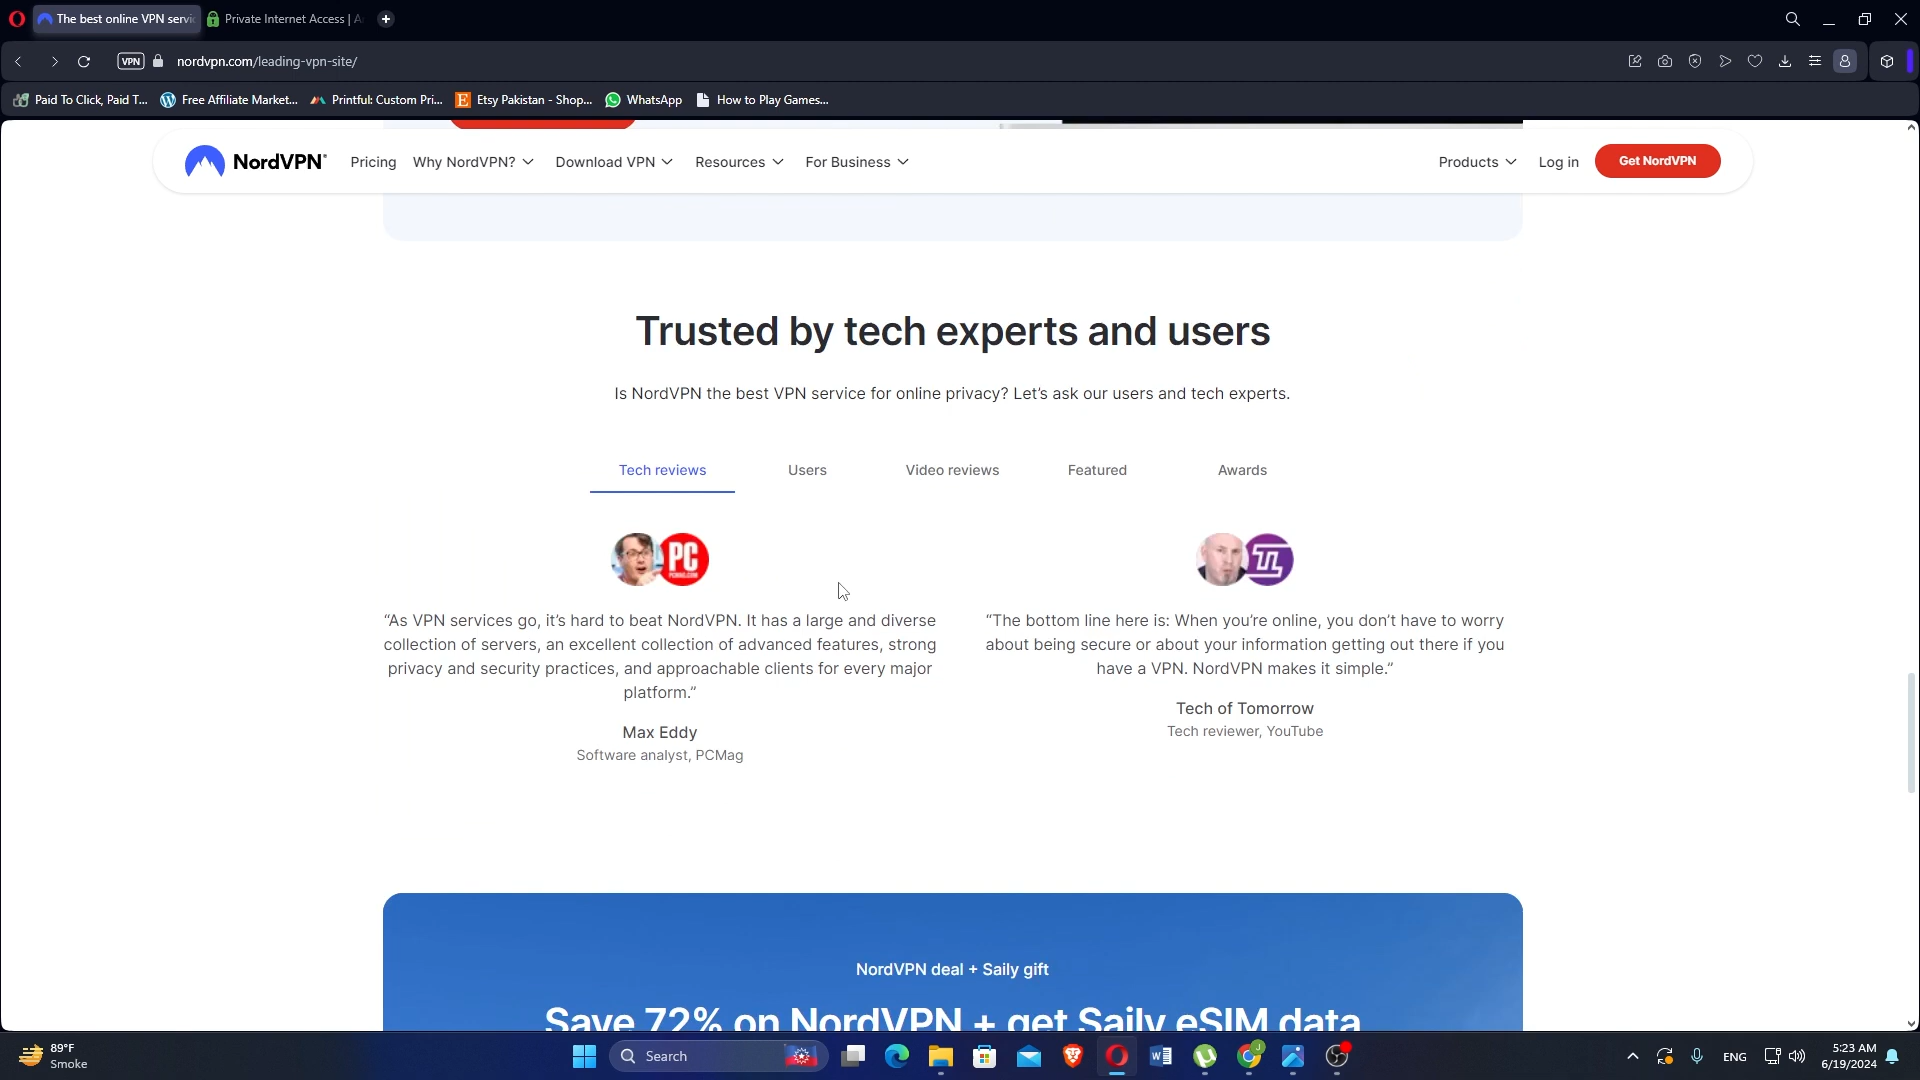 The best online VPN servic
Private Internet Access | A
VPN
nordvpn.com/leading-vpn-site/
Paid To Click, Paid T...
Free Affiliate Market...
Printful: Custom Pri...
Etsy Pakistan - Shop...
WhatsApp
How to Play Games...
NordVPN®
Pricing
Why NordVPN?
Download VPN
Resources
For Business
Products
Log in
Get NordVPN
Trusted by tech experts and users
Is NordVPN the best VPN service for online privacy? Let’s ask our users and tech experts.
Tech reviews
Users
Video reviews
Featured
Awards
PC
“As VPN services go, it’s hard to beat NordVPN. It has a large and diverse
collection of servers, an excellent collection of advanced features, strong
privacy and security practices, and approachable clients for every major
platform.”
Max Eddy
Software analyst, PCMag
“The bottom line here is: When you’re online, you don’t have to worry
about being secure or about your information getting out there if you
have a VPN. NordVPN makes it simple.”
Tech of Tomorrow
Tech reviewer, YouTube
NordVPN deal + Saily gift
Save 72% on NordVPN + get Saily eSIM data
89°F
Smoke
Search
ENG
5:23 AM
6/19/2024